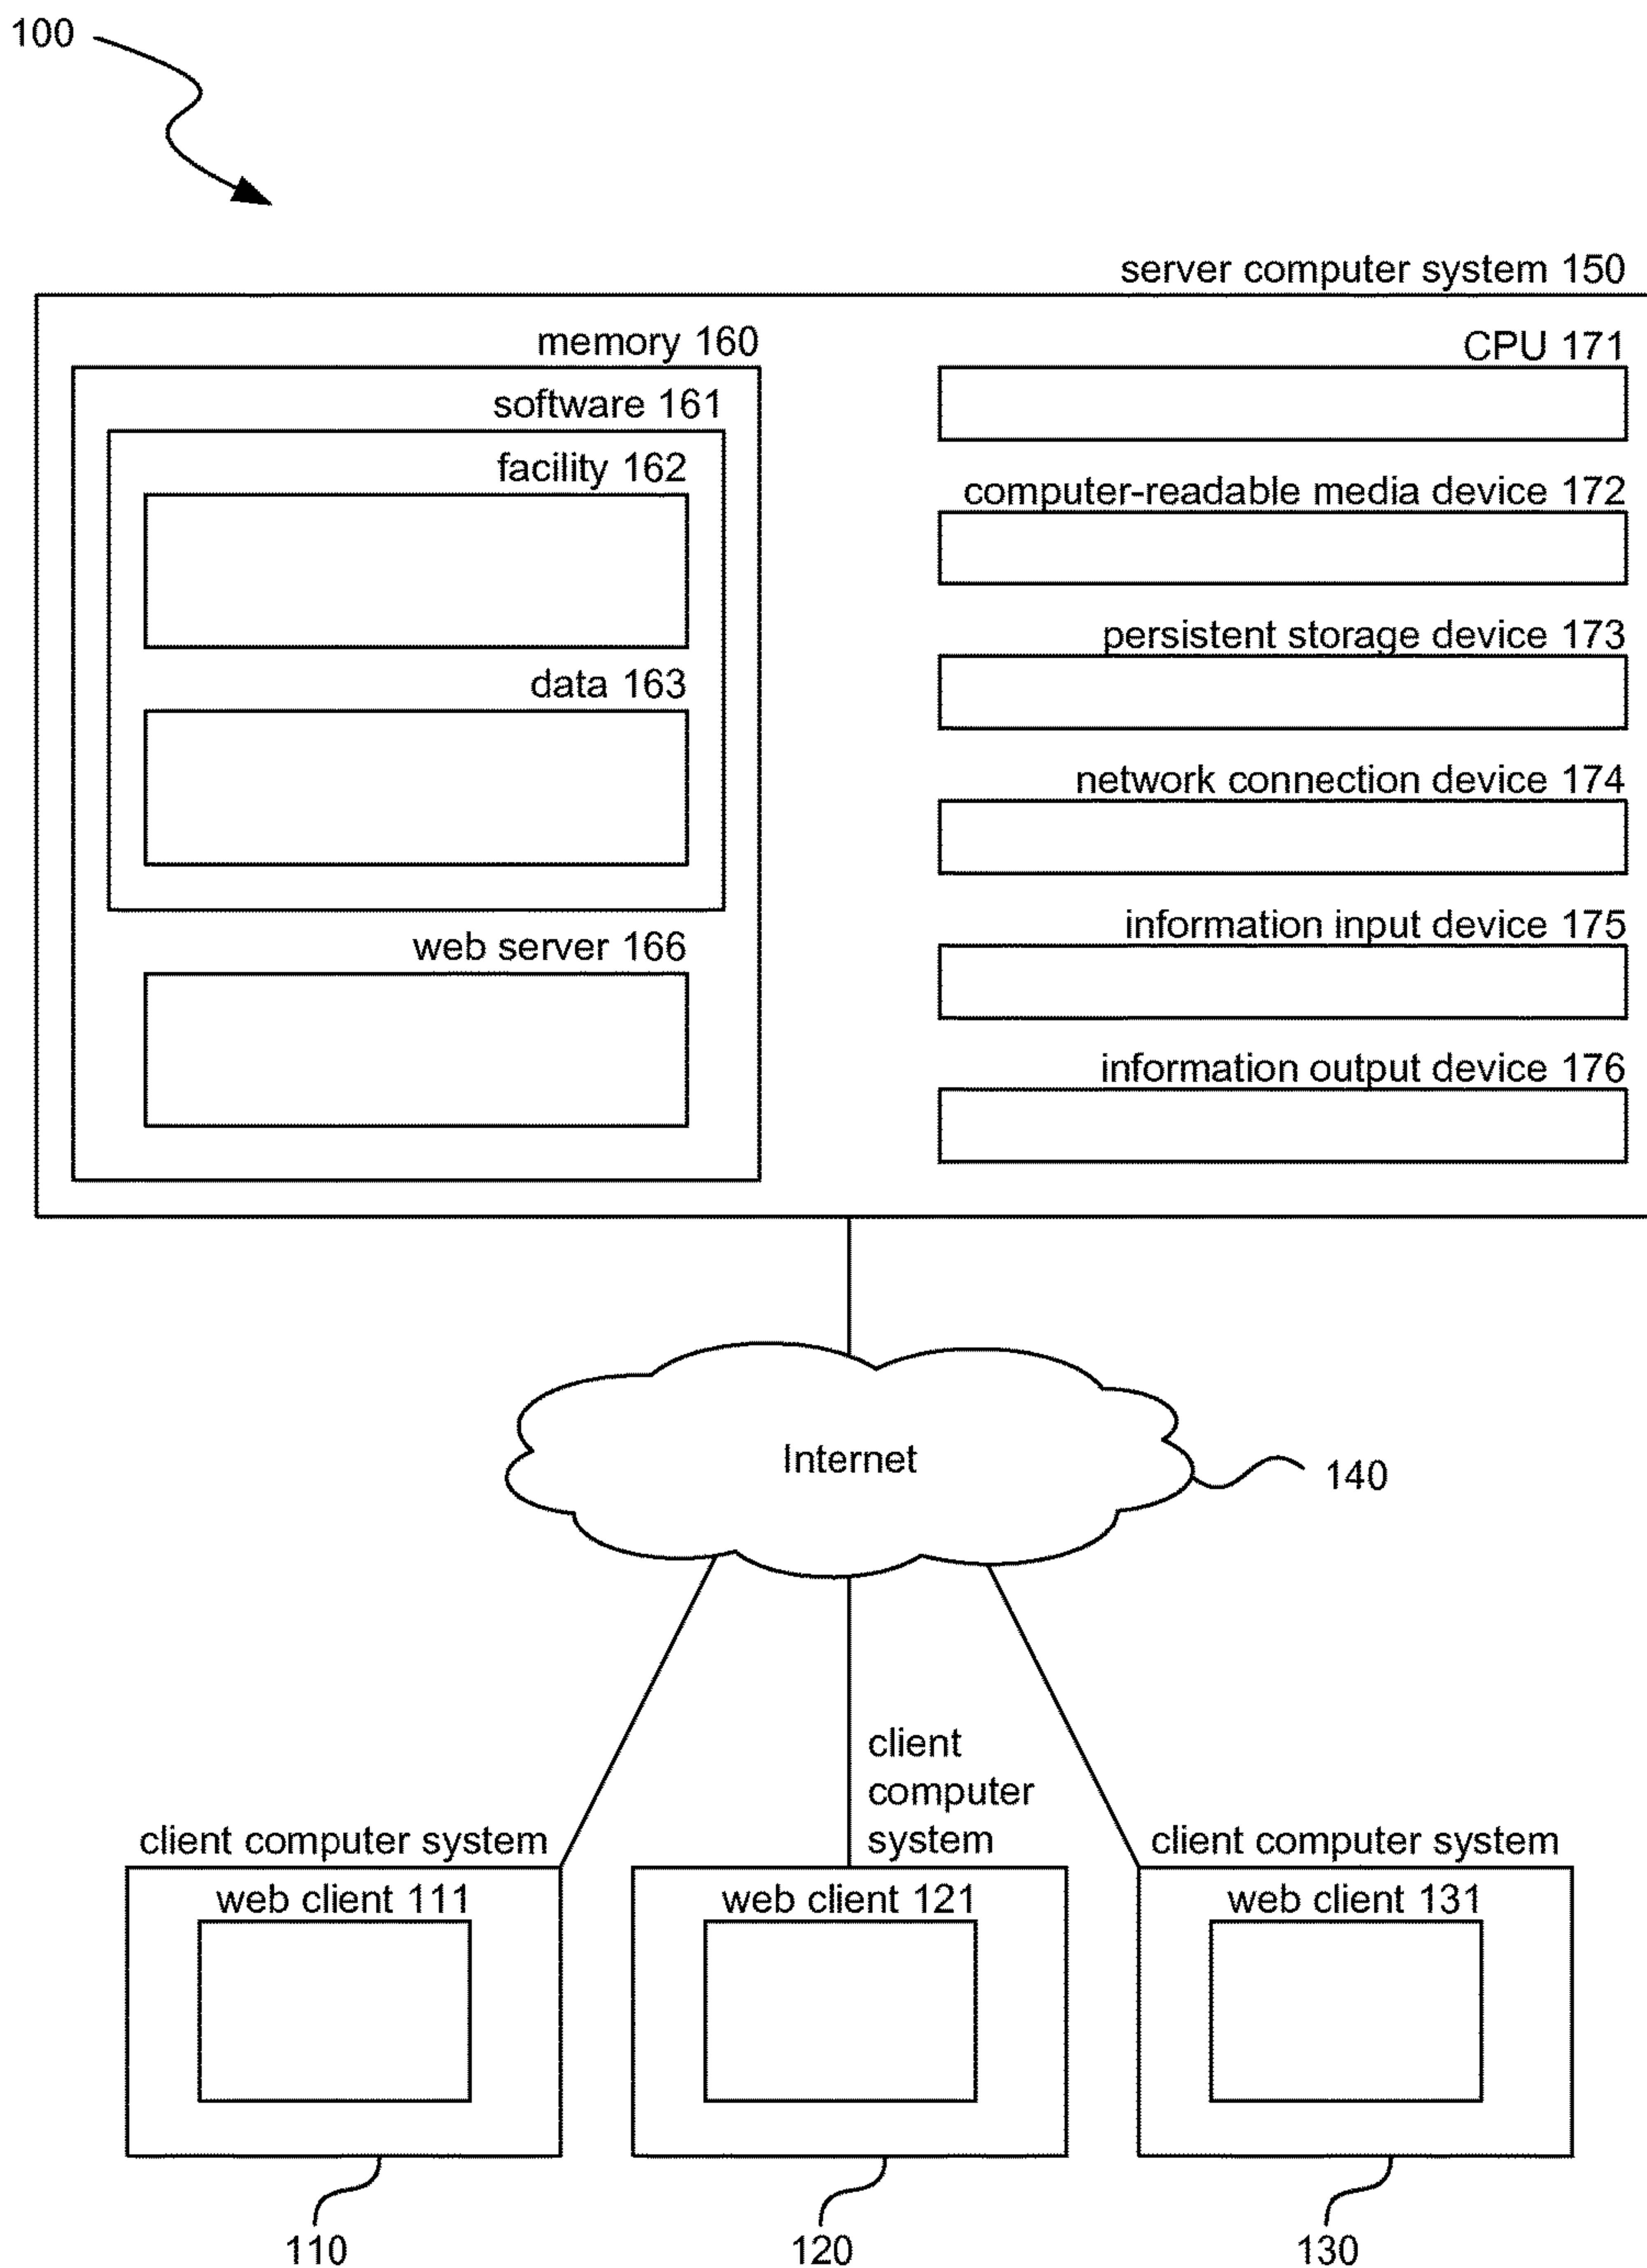 100
server computer system 150
memory 160
software 161
facility 162
data 163
web server 166
CPU 171
computer-readable media device 172
persistent storage device 173
network connection device 174
information input device 175
information output device 176
Internet
140
client computer system
web client 111
110
client
computer
system
web client 121
120
client computer system
web client 131
130